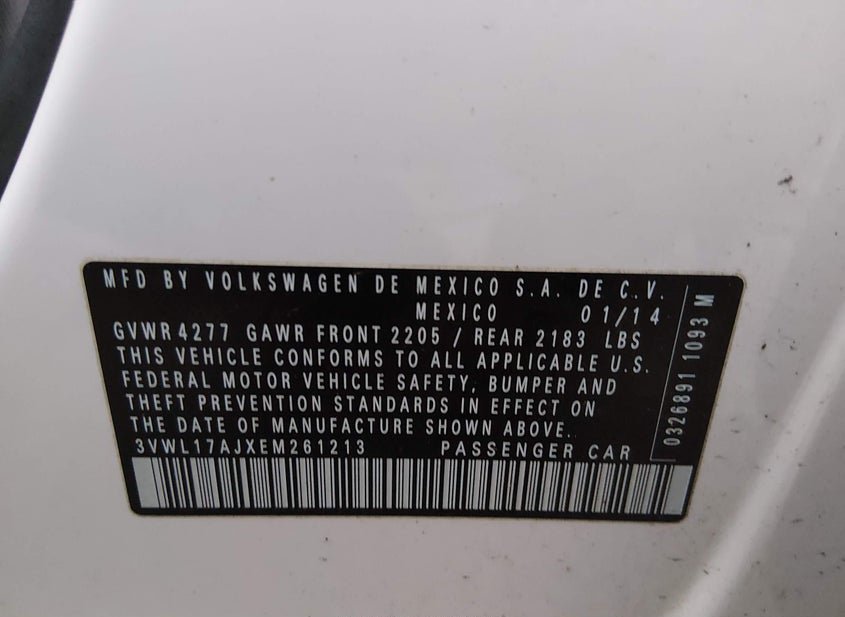 MFD BY VOLKSWAGEN DE MEXICO S.A. DE C.V.
MEXICO 01/14
GVWR 4277 GAWR FRONT 2205 / REAR 2183 LBS
THIS VEHICLE CONFORMS TO ALL APPLICABLE U.S.
FEDERAL MOTOR VEHICLE SAFETY, BUMPER AND
THEFT PREVENTION STANDARDS IN EFFECT ON
THE DATE OF MANUFACTURE SHOWN ABOVE.
3VWL17AJXEM261213 PASSENGER CAR
0326891 1093 M